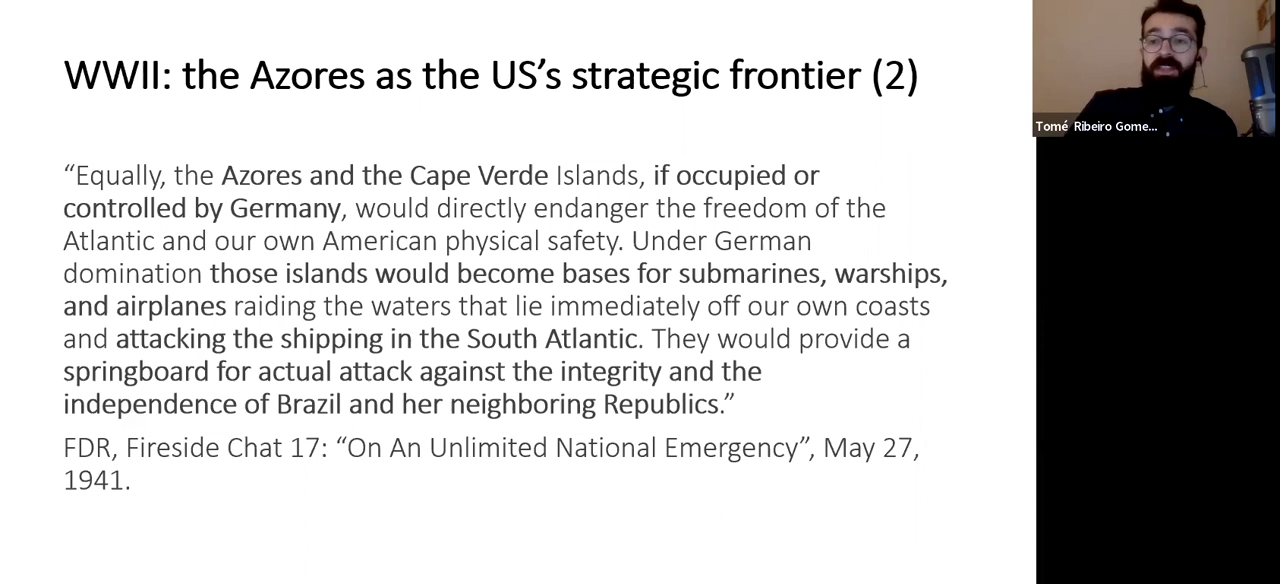 WWII: the Azores as the US’s strategic frontier (2)
“Equally, the Azores and the Cape Verde Islands, if occupied or
controlled by Germany, would directly endanger the freedom of the
Atlantic and our own American physical safety. Under German
domination those islands would become bases for submarines, warships,
and airplanes raiding the waters that lie immediately off our own coasts
and attacking the shipping in the South Atlantic. They would provide a
springboard for actual attack against the integrity and the
independence of Brazil and her neighboring Republics.”
FDR, Fireside Chat 17: “On An Unlimited National Emergency”, May 27,
1941.
Tomé Ribeiro Gome...